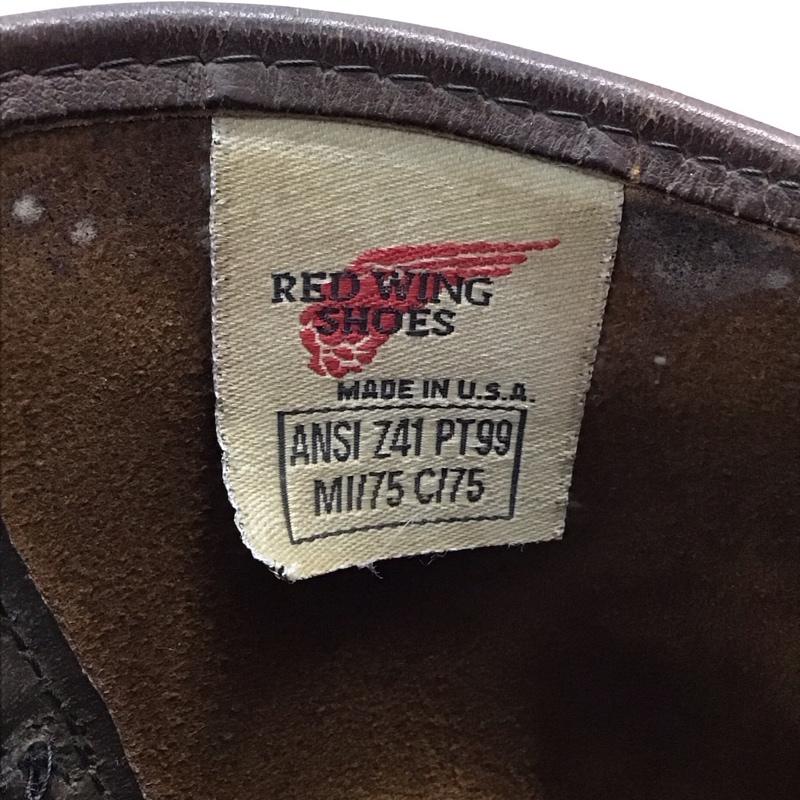 RED WING
SHOES
MADE IN U.S.A.
ANSI Z41 PT99
MI/75 C/75